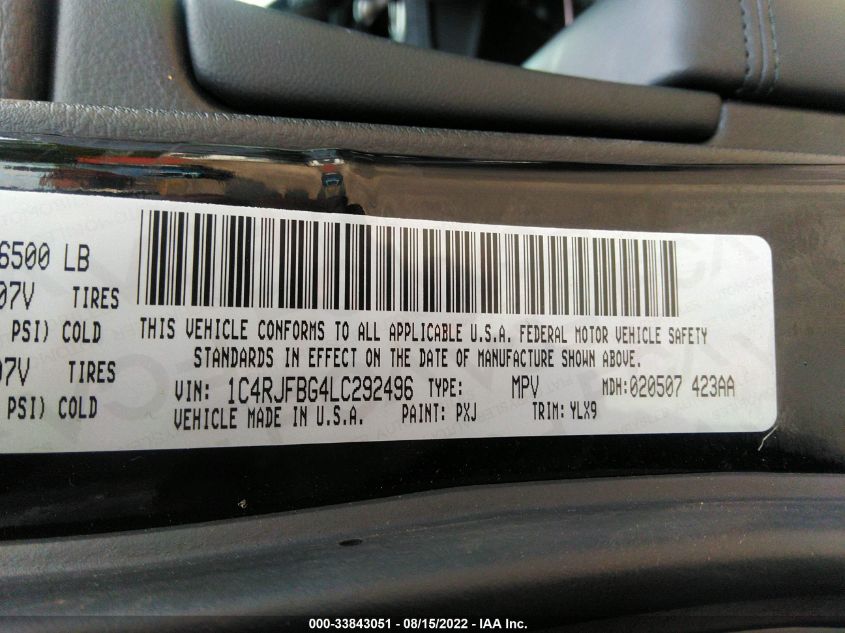 6500 LB
07V TIRES
PSI) COLD
07V
PSI) COLD
THIS VEHICLE CONFORMS TO ALL APPLICABLE U.S.A. FEDERAL MOTOR VEHICLE SAFETY
STANDARDS IN EFFECT ON THE DATE OF MANUFACTURE SHOWN ABOVE.
VIN: 1C4RJFBG4LC292496 TYPE: MPV MDH:020507 423AA
VEHICLE MADE IN U.S.A. PAINT: PXJ TRIM: YLX9
000-33843051 - 08/15/2022 - IAA Inc.